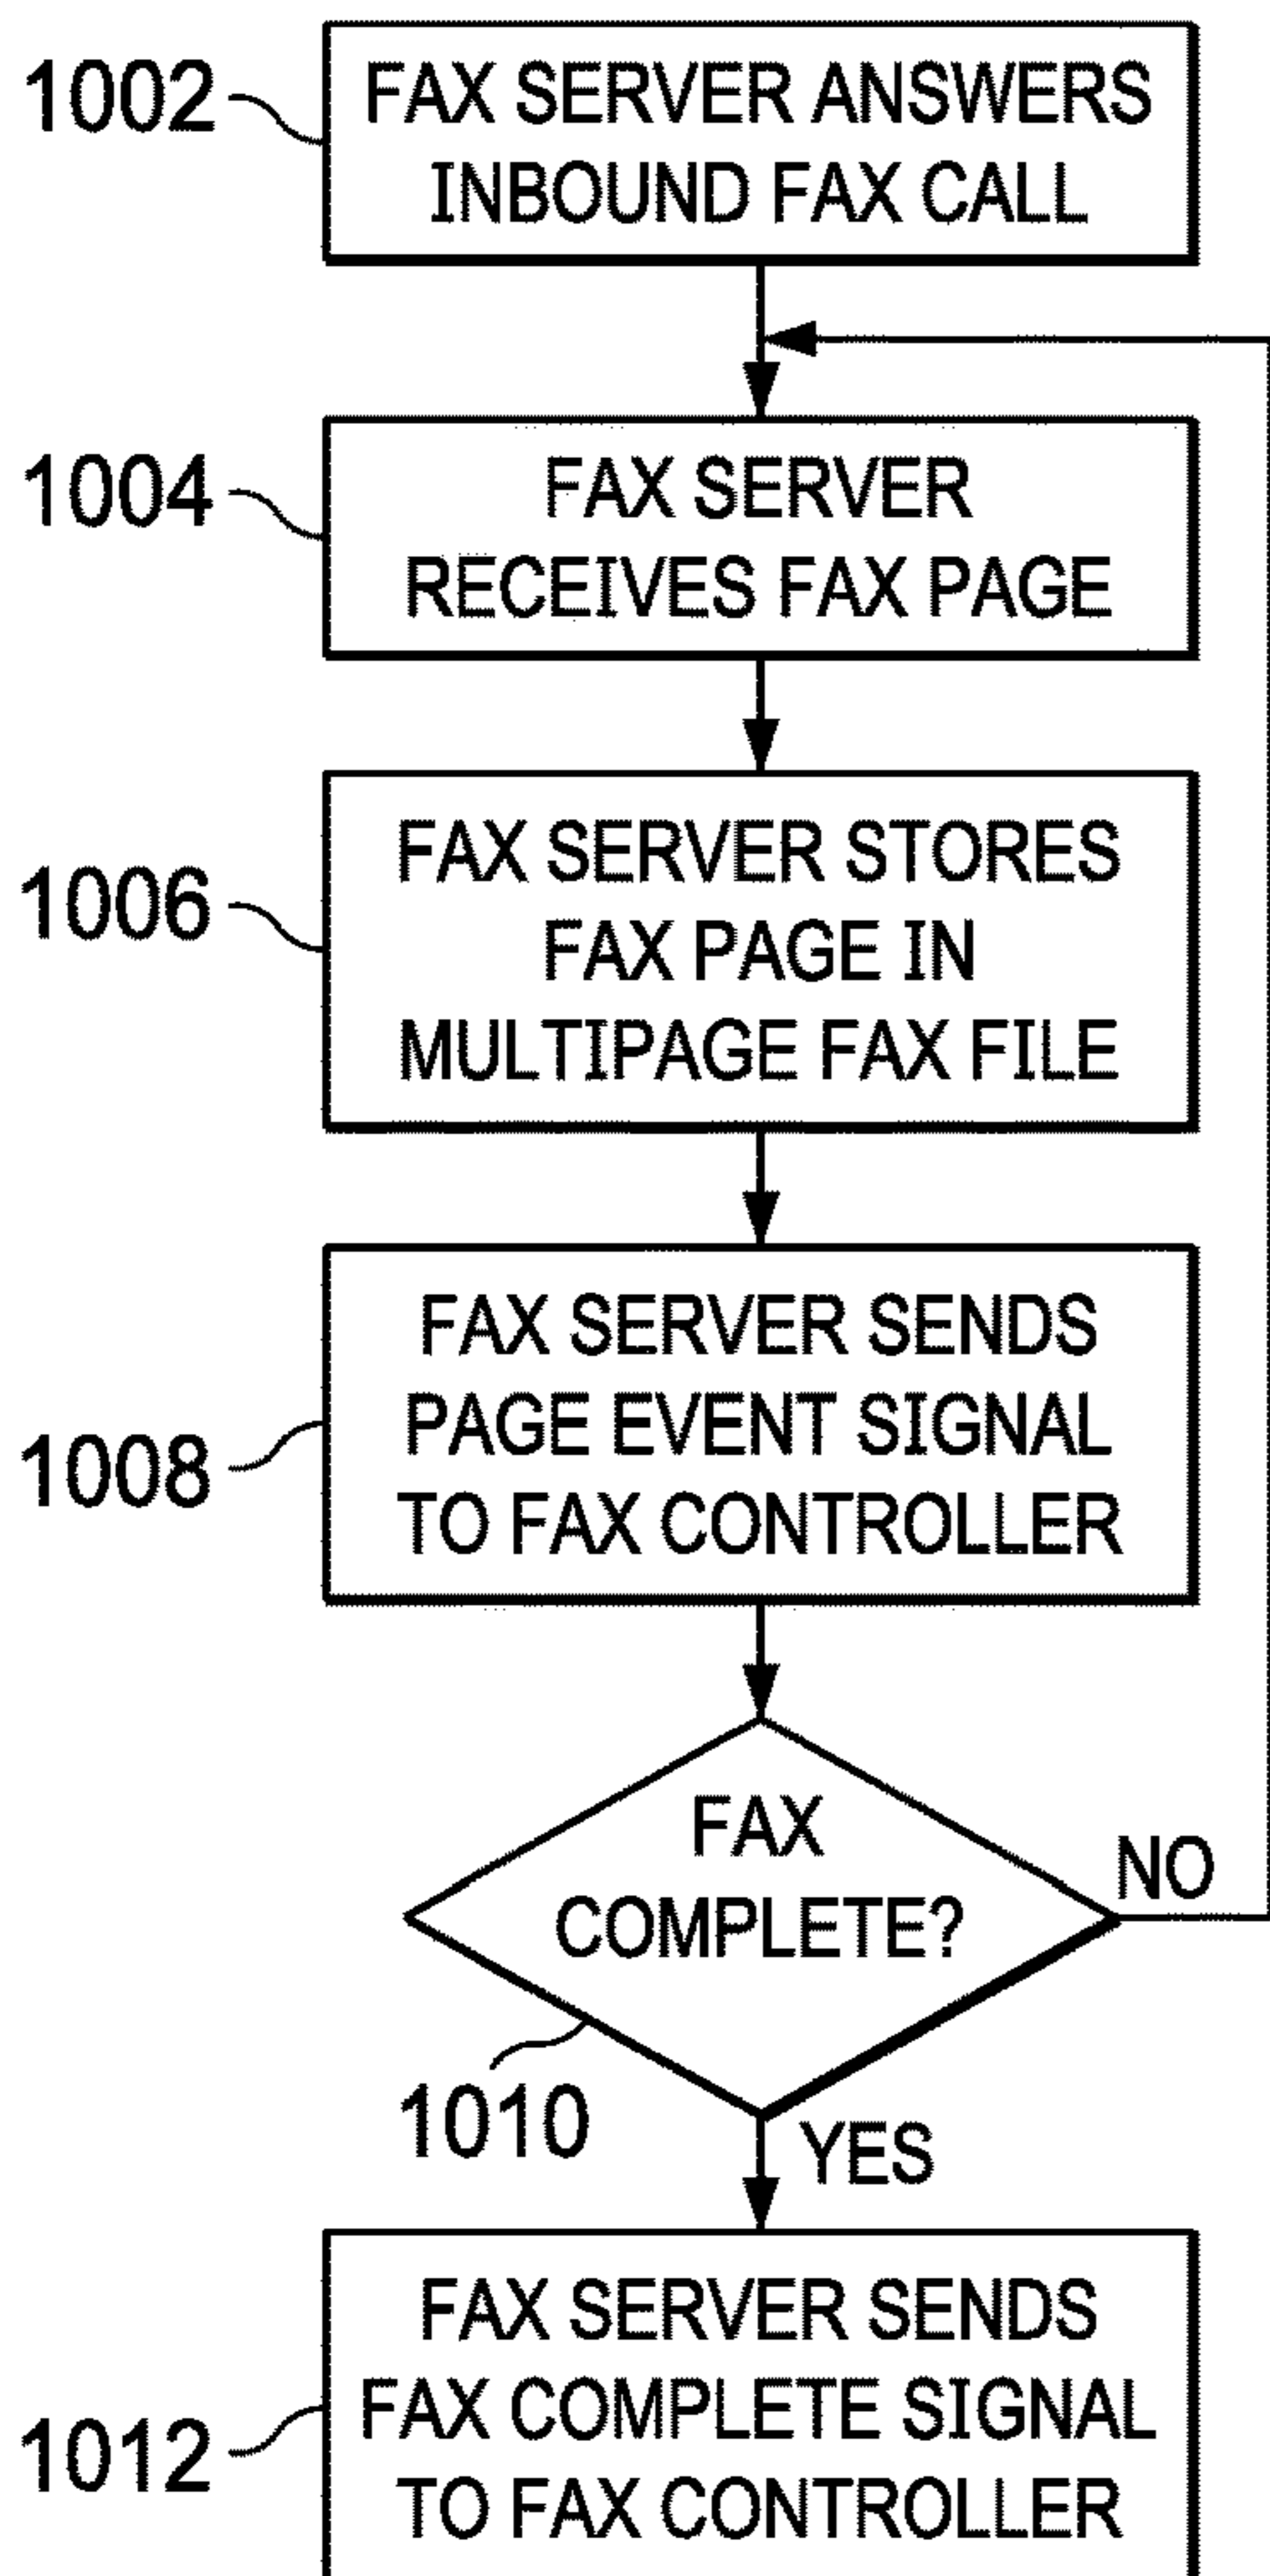 1002
FAX SERVER ANSWERS
INBOUND FAX CALL
1004
FAX SERVER
RECEIVES FAX PAGE
1006
FAX SERVER STORES
FAX PAGE IN
MULTIPAGE FAX FILE
1008
FAX SERVER SENDS
PAGE EVENT SIGNAL
TO FAX CONTROLLER
FAX
COMPLETE?
NO
1010
YES
1012
FAX SERVER SENDS
FAX COMPLETE SIGNAL
TO FAX CONTROLLER